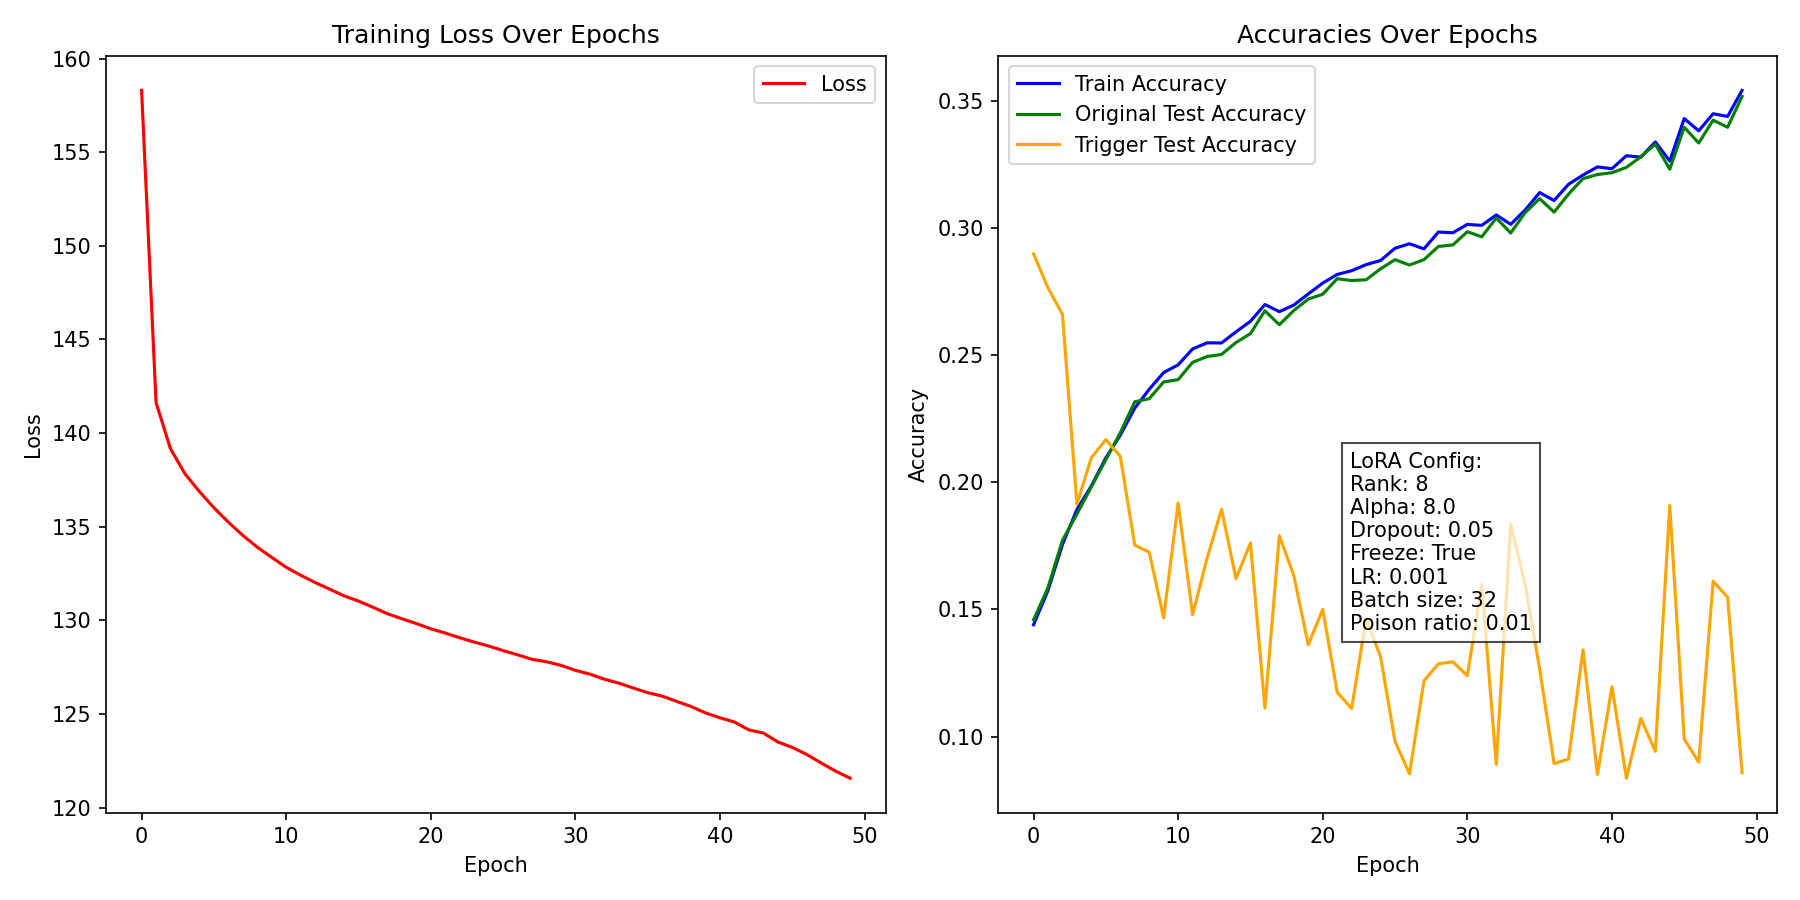 Training Loss Over Epochs
Loss
160
155
150
145
140
135
130
125
120
Loss
0
10
20
30
40
50
Epoch
Accuracies Over Epochs
Train Accuracy
Original Test Accuracy
Trigger Test Accuracy
0.35
0.30
0.25
0.20
0.15
0.10
Accuracy
LoRA Config:
Rank: 8
Alpha: 8.0
Dropout: 0.05
Freeze: True
LR: 0.001
Batch size: 32
Poison ratio: 0.01
0
10
20
30
40
50
Epoch